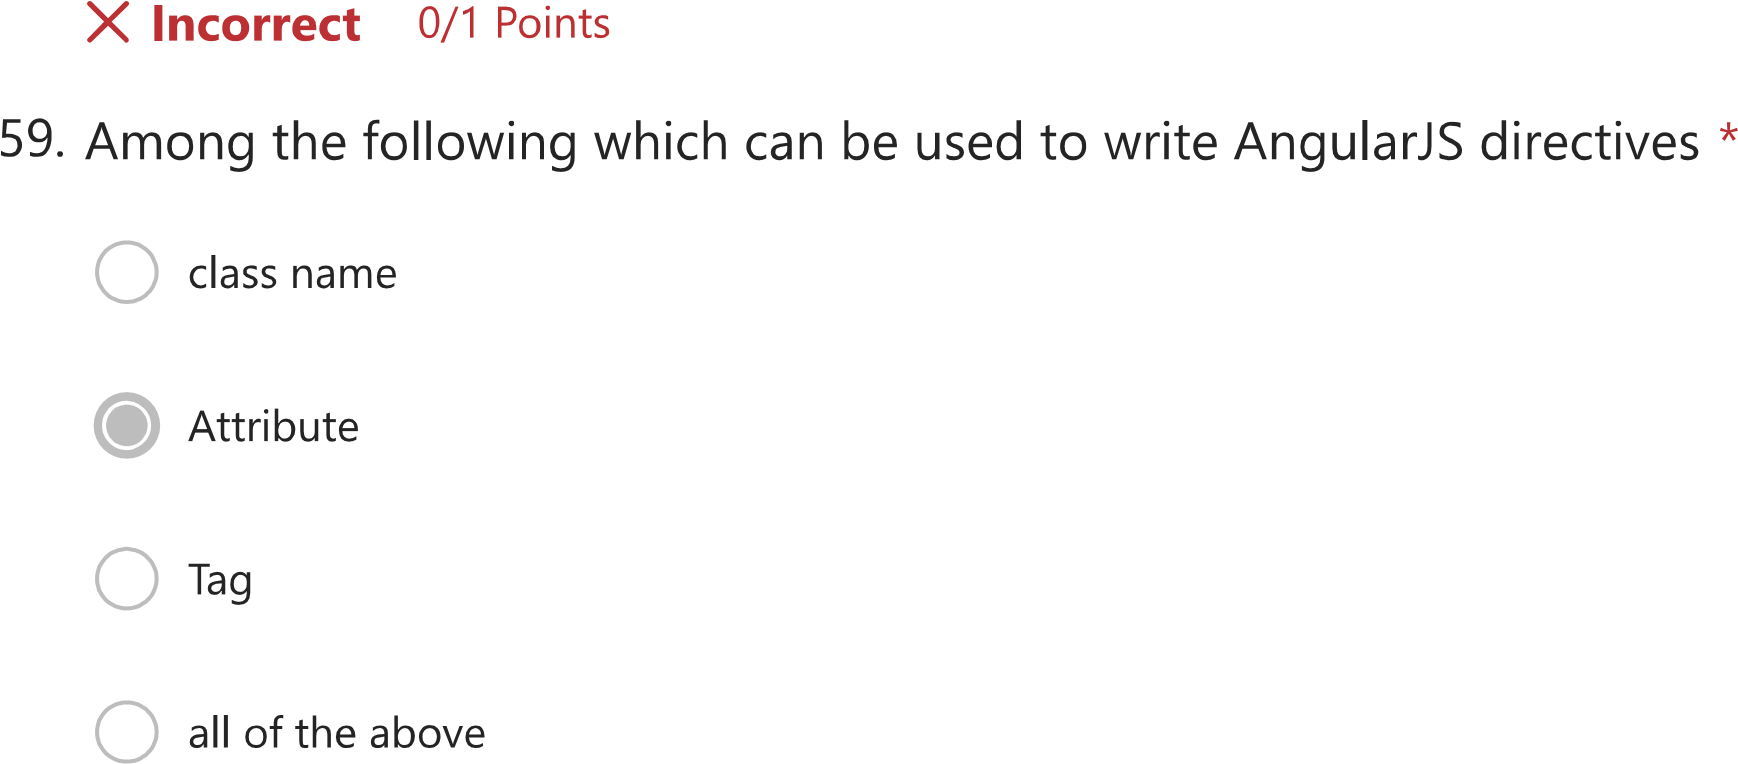 Incorrect 0/1 Points
59. Among the following which can be used to write AngularJS directives *
class name
Attribute
Tag
all of the above